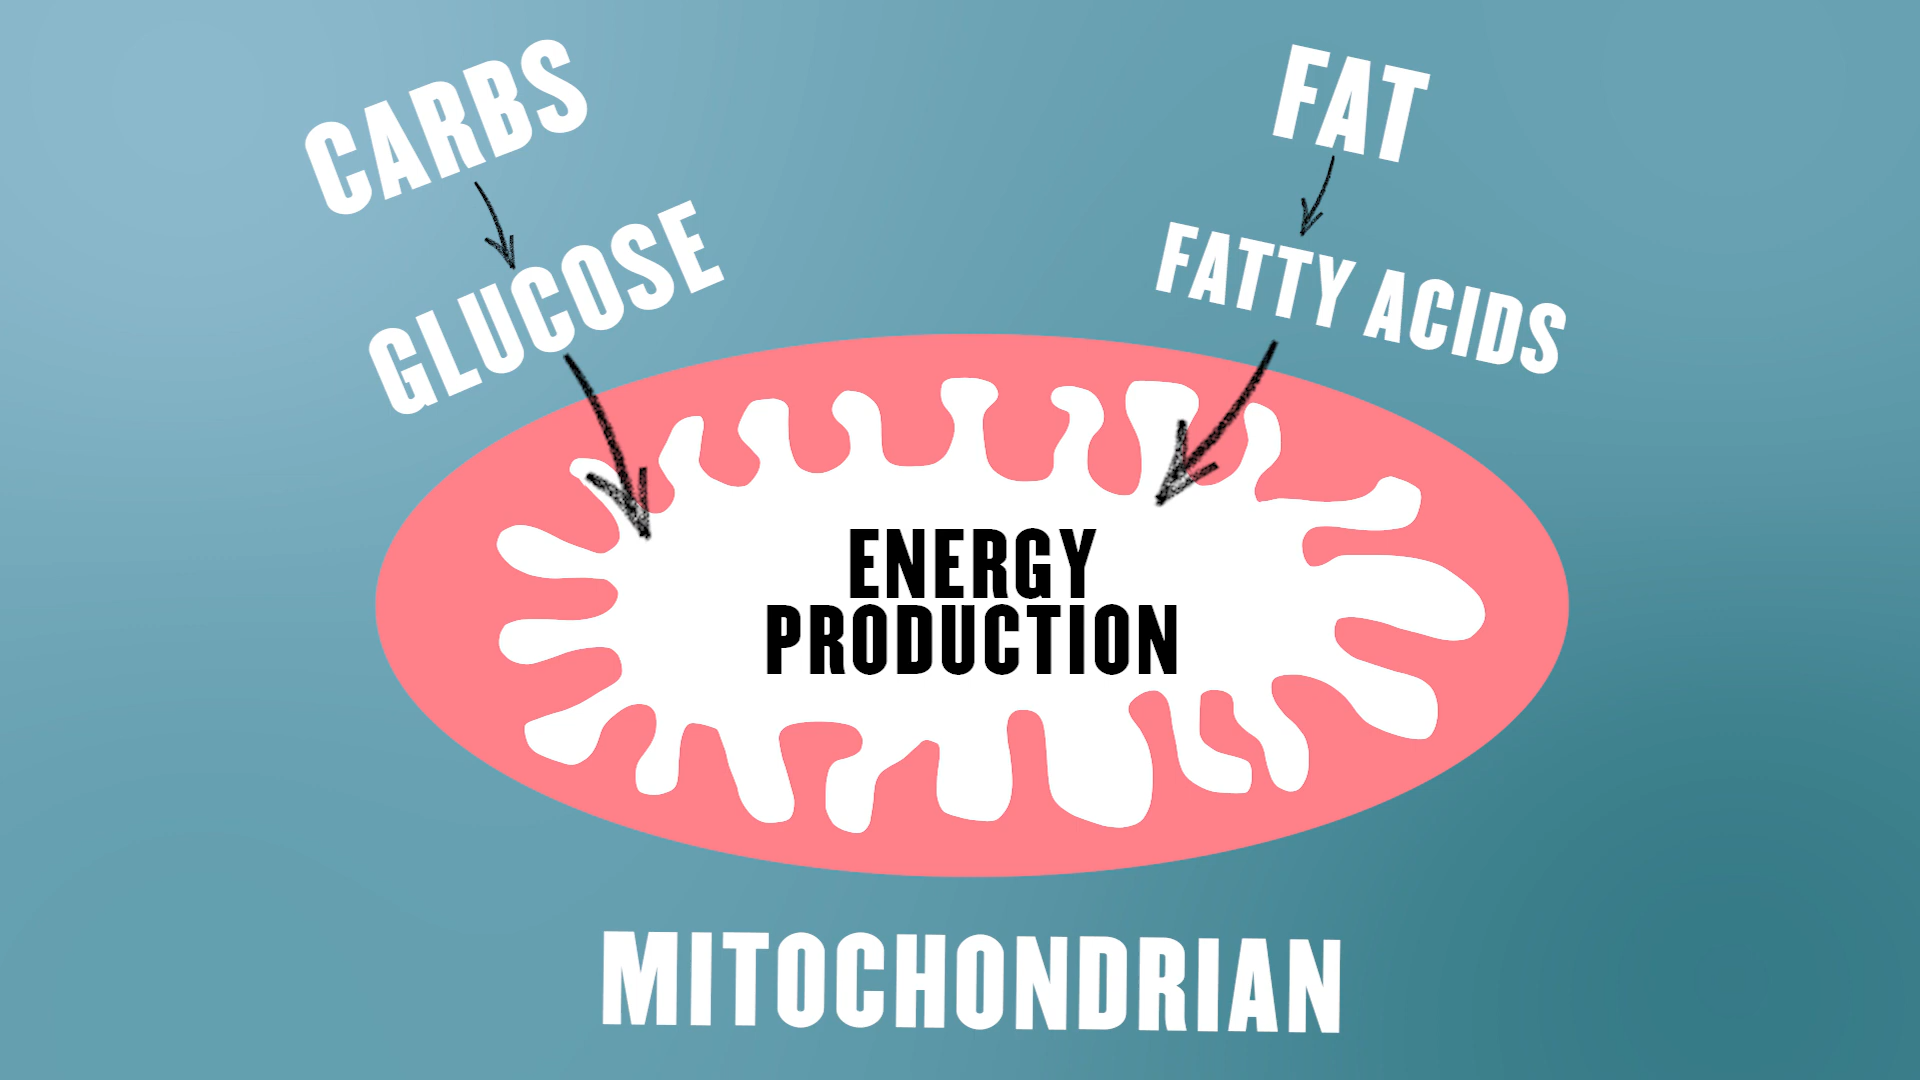 CARBS
GLUCOSE
FAT
FATTY ACIDS
ENERGY
PRODUCTION
MITOCHONDRIAN